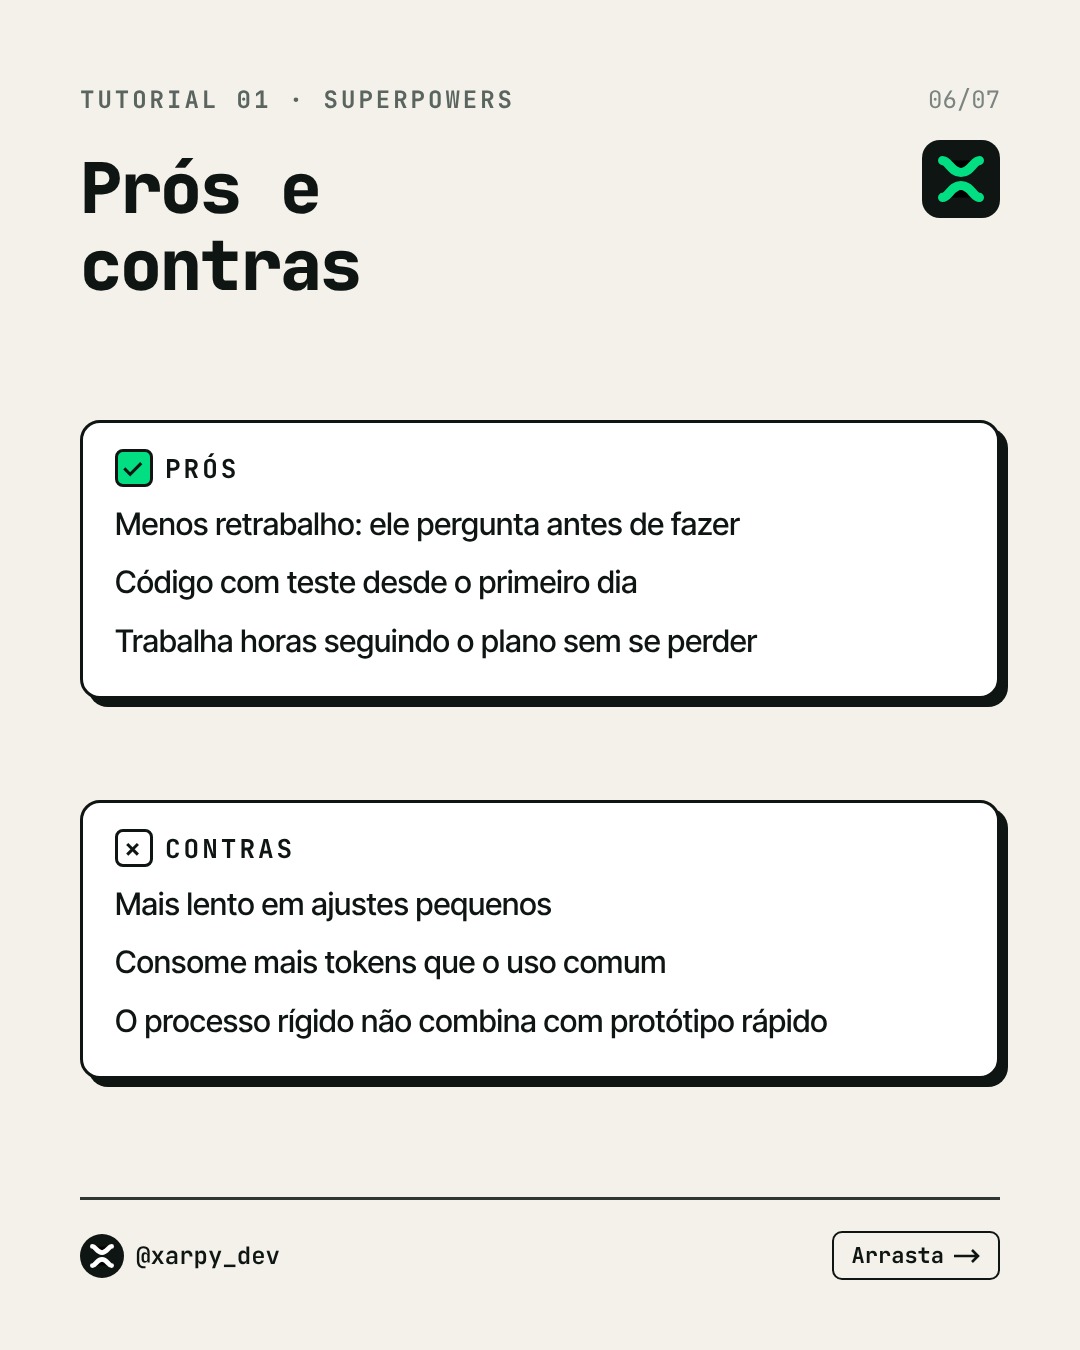 TUTORIAL 01 · SUPERPOWERS
06/07
Prós e
contras
PRÓS
Menos retrabalho: ele pergunta antes de fazer
Código com teste desde o primeiro dia
Trabalha horas seguindo o plano sem se perder
CONTRAS
Mais lento em ajustes pequenos
Consome mais tokens que o uso comum
O processo rígido não combina com protótipo rápido
@xarpy_dev
Arrasta →